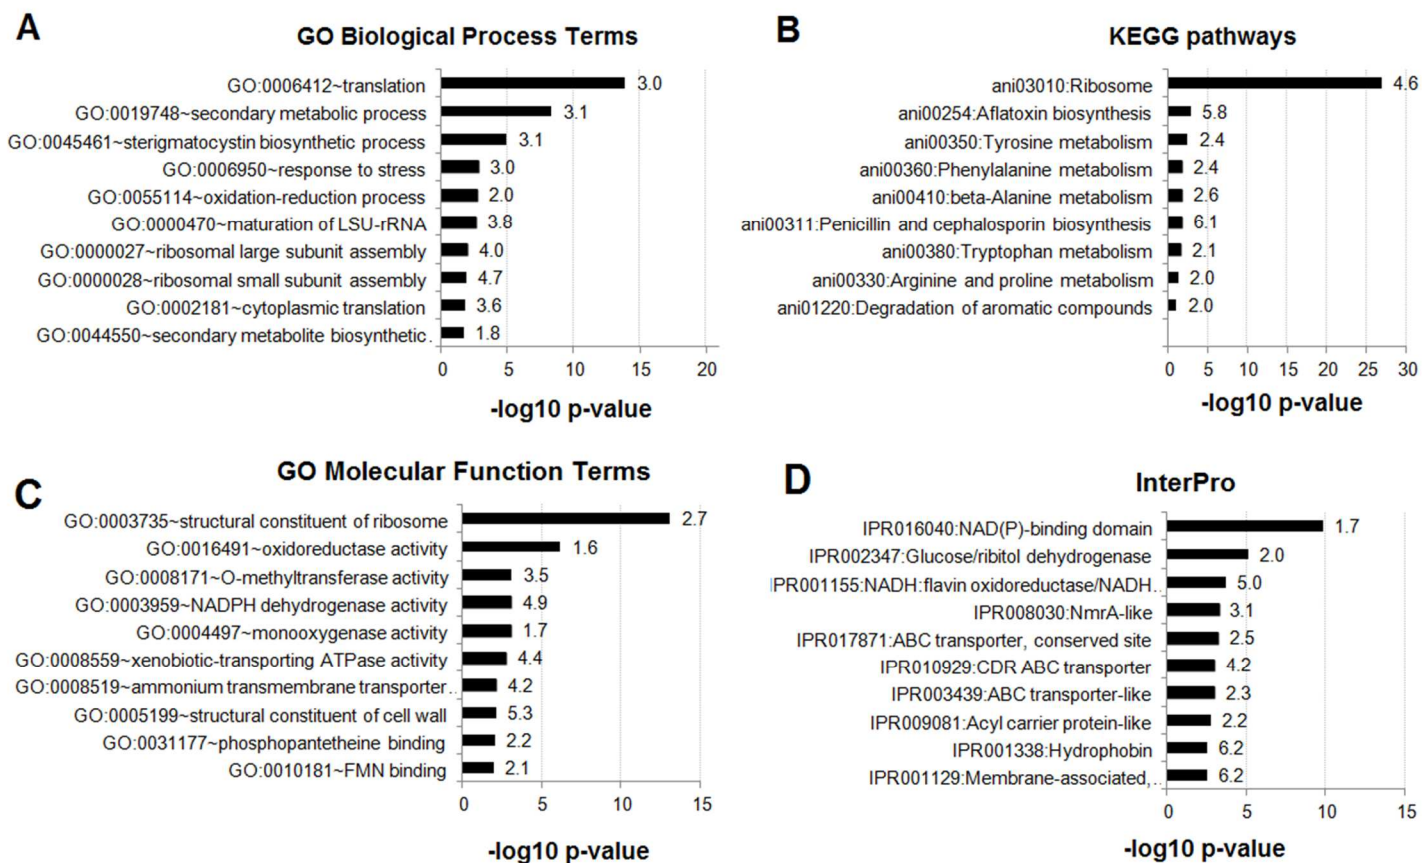 A
GO Biological Process Terms
GO:0006412~translation 3.0
GO:0019748~secondary metabolic process 3.1
GO:0045461~sterigmatocystin biosynthetic process 3.1
GO:0006950~response to stress 3.0
GO:0055114~oxidation-reduction process 2.0
GO:0000470~maturation of LSU-rRNA 3.8
GO:0000027~ribosomal large subunit assembly 4.0
GO:0000028~ribosomal small subunit assembly 4.7
GO:0002181~cytoplasmic translation 3.6
GO:0044550~secondary metabolite biosynthetic. 1.8
0 5 10 15 20
-log10 p-value
B
KEGG pathways
ani03010:Ribosome 4.6
ani00254:Aflatoxin biosynthesis 5.8
ani00350:Tyrosine metabolism 2.4
ani00360:Phenylalanine metabolism 2.4
ani00410:beta-Alanine metabolism 2.6
ani00311:Penicillin and cephalosporin biosynthesis 6.1
ani00380:Tryptophan metabolism 2.1
ani00330:Arginine and proline metabolism 2.0
ani01220:Degradation of aromatic compounds 2.0
0 5 10 15 20 25 30
-log10 p-value
C
GO Molecular Function Terms
GO:0003735~structural constituent of ribosome 2.7
GO:0016491~oxidoreductase activity 1.6
GO:0008171~O-methyltransferase activity 3.5
GO:0003959~NADPH dehydrogenase activity 4.9
GO:0004497~monooxygenase activity 1.7
GO:0008559~xenobiotic-transporting ATPase activity 4.4
GO:0008519~ammonium transmembrane transporter.. 4.2
GO:0005199~structural constituent of cell wall 5.3
GO:0031177~phosphopantetheine binding 2.2
GO:0010181~FMN binding 2.1
0 5 10 15
-log10 p-value
D
InterPro
IPR016040:NAD(P)-binding domain 1.7
IPR002347:Glucose/ribitol dehydrogenase 2.0
IPR001155:NADH:flavin oxidoreductase/NADH.. 5.0
IPR008030:NmrA-like 3.1
IPR017871:ABC transporter, conserved site 2.5
IPR010929:CDR ABC transporter 4.2
IPR003439:ABC transporter-like 2.3
IPR009081:Acyl carrier protein-like 2.2
IPR001338:Hydrophobin 6.2
IPR001129:Membrane-associated,.. 6.2
0 5 10 15
-log10 p-value